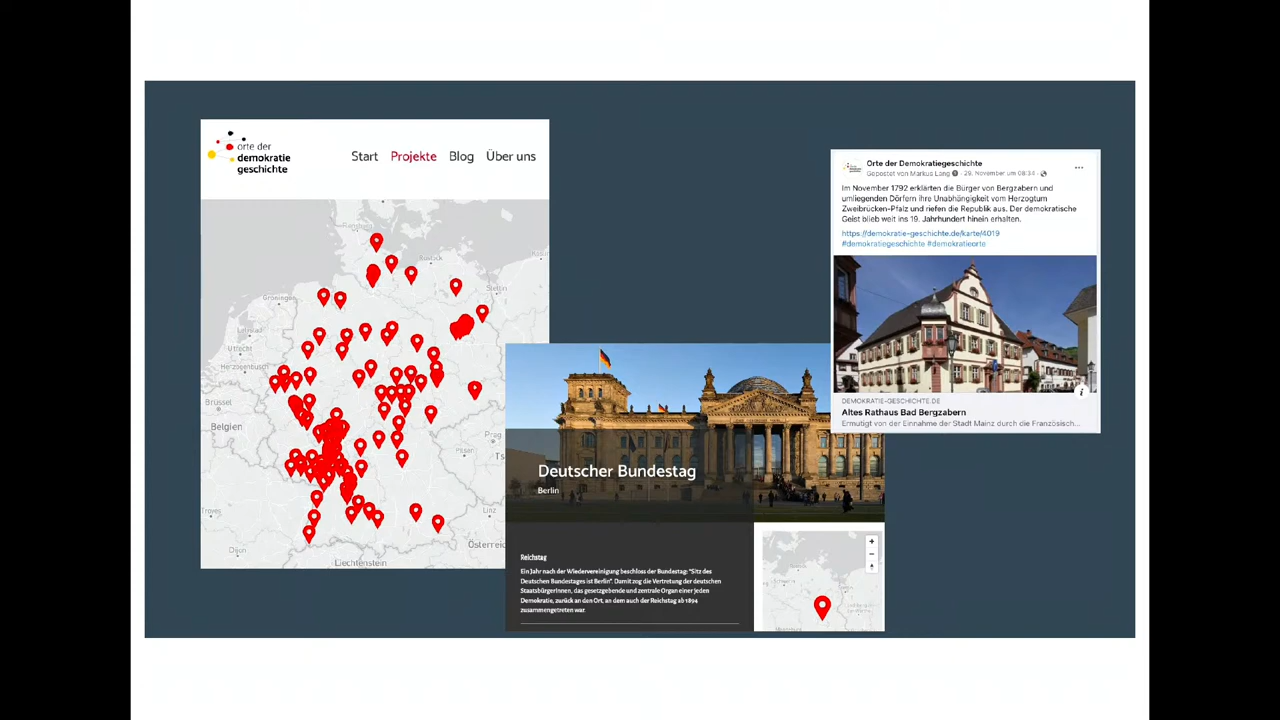 orte der
demokratie
geschichte
Start Projekte Blog Über uns
Flensburg
Rostock
Stettin
Groningen
Utrecht
Brüssel
Belgien
Prag
Troyes
Linz
Dijon
Österreic
Liechtenstein
Deutscher Bundestag
Berlin
Reichstag
Ein Jahr nach der Wiedervereinigung beschloss der Bundestag: "Sitz des
Deutschen Bundestages ist Berlin". Damit zog die Vertretung der deutschen
StaatsbürgerInnen, das gesetzgebende und zentrale Organ einer jeden
Demokratie, zurück an den Ort, an dem auch der Reichstag ab 1894
zusammengetreten war.
Orte der Demokratiegeschichte
Gepostet von Markus Lang · 29. November um 08:34 ·
Im November 1792 erklärten die Bürger von Bergzabern und
umliegenden Dörfern ihre Unabhängigkeit vom Herzogtum
Zweibrücken-Pfalz und riefen die Republik aus. Der demokratische
Geist blieb weit ins 19. Jahrhundert hinein erhalten.
https://demokratie-geschichte.de/karte/4019
#demokratiegeschichte #demokratieorte
DEMOKRATIE-GESCHICHTE.DE
Altes Rathaus Bad Bergzabern
Ermutigt von der Einnahme der Stadt Mainz durch die Französisch...